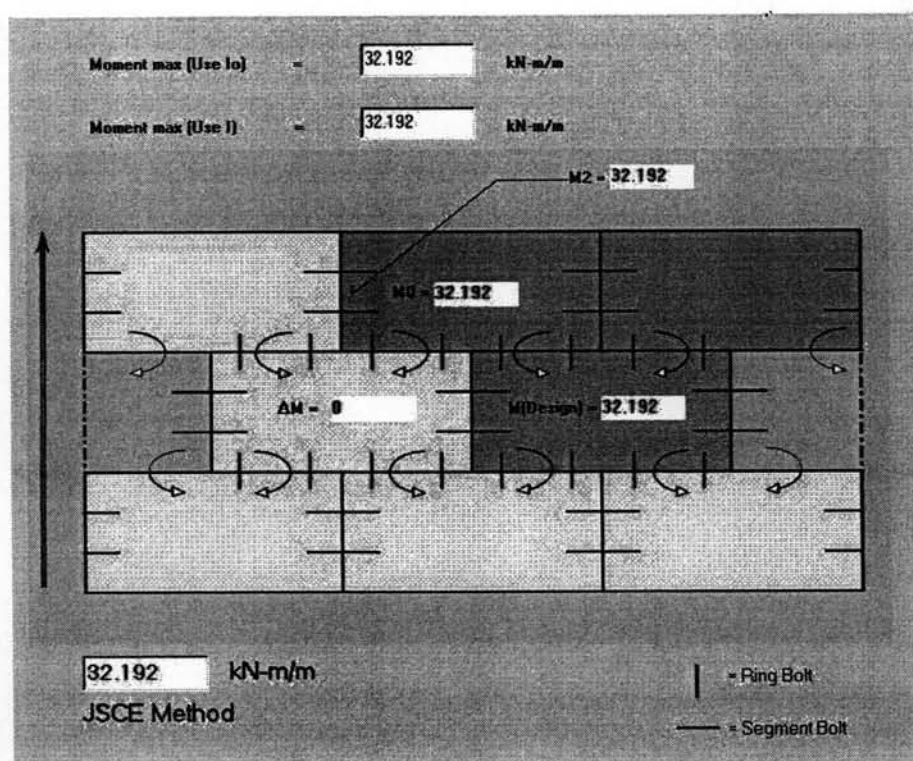 Moment max (Use Io) = 32.192 kN-m/m
Moment max (Use I) = 32.192 kN-m/m
M2 = 32.192
M0 = 32.192
ΔM = 0 M(Design) = 32.192
32.192 kN-m/m
JSCE Method
= Ring Bolt
= Segment Bolt